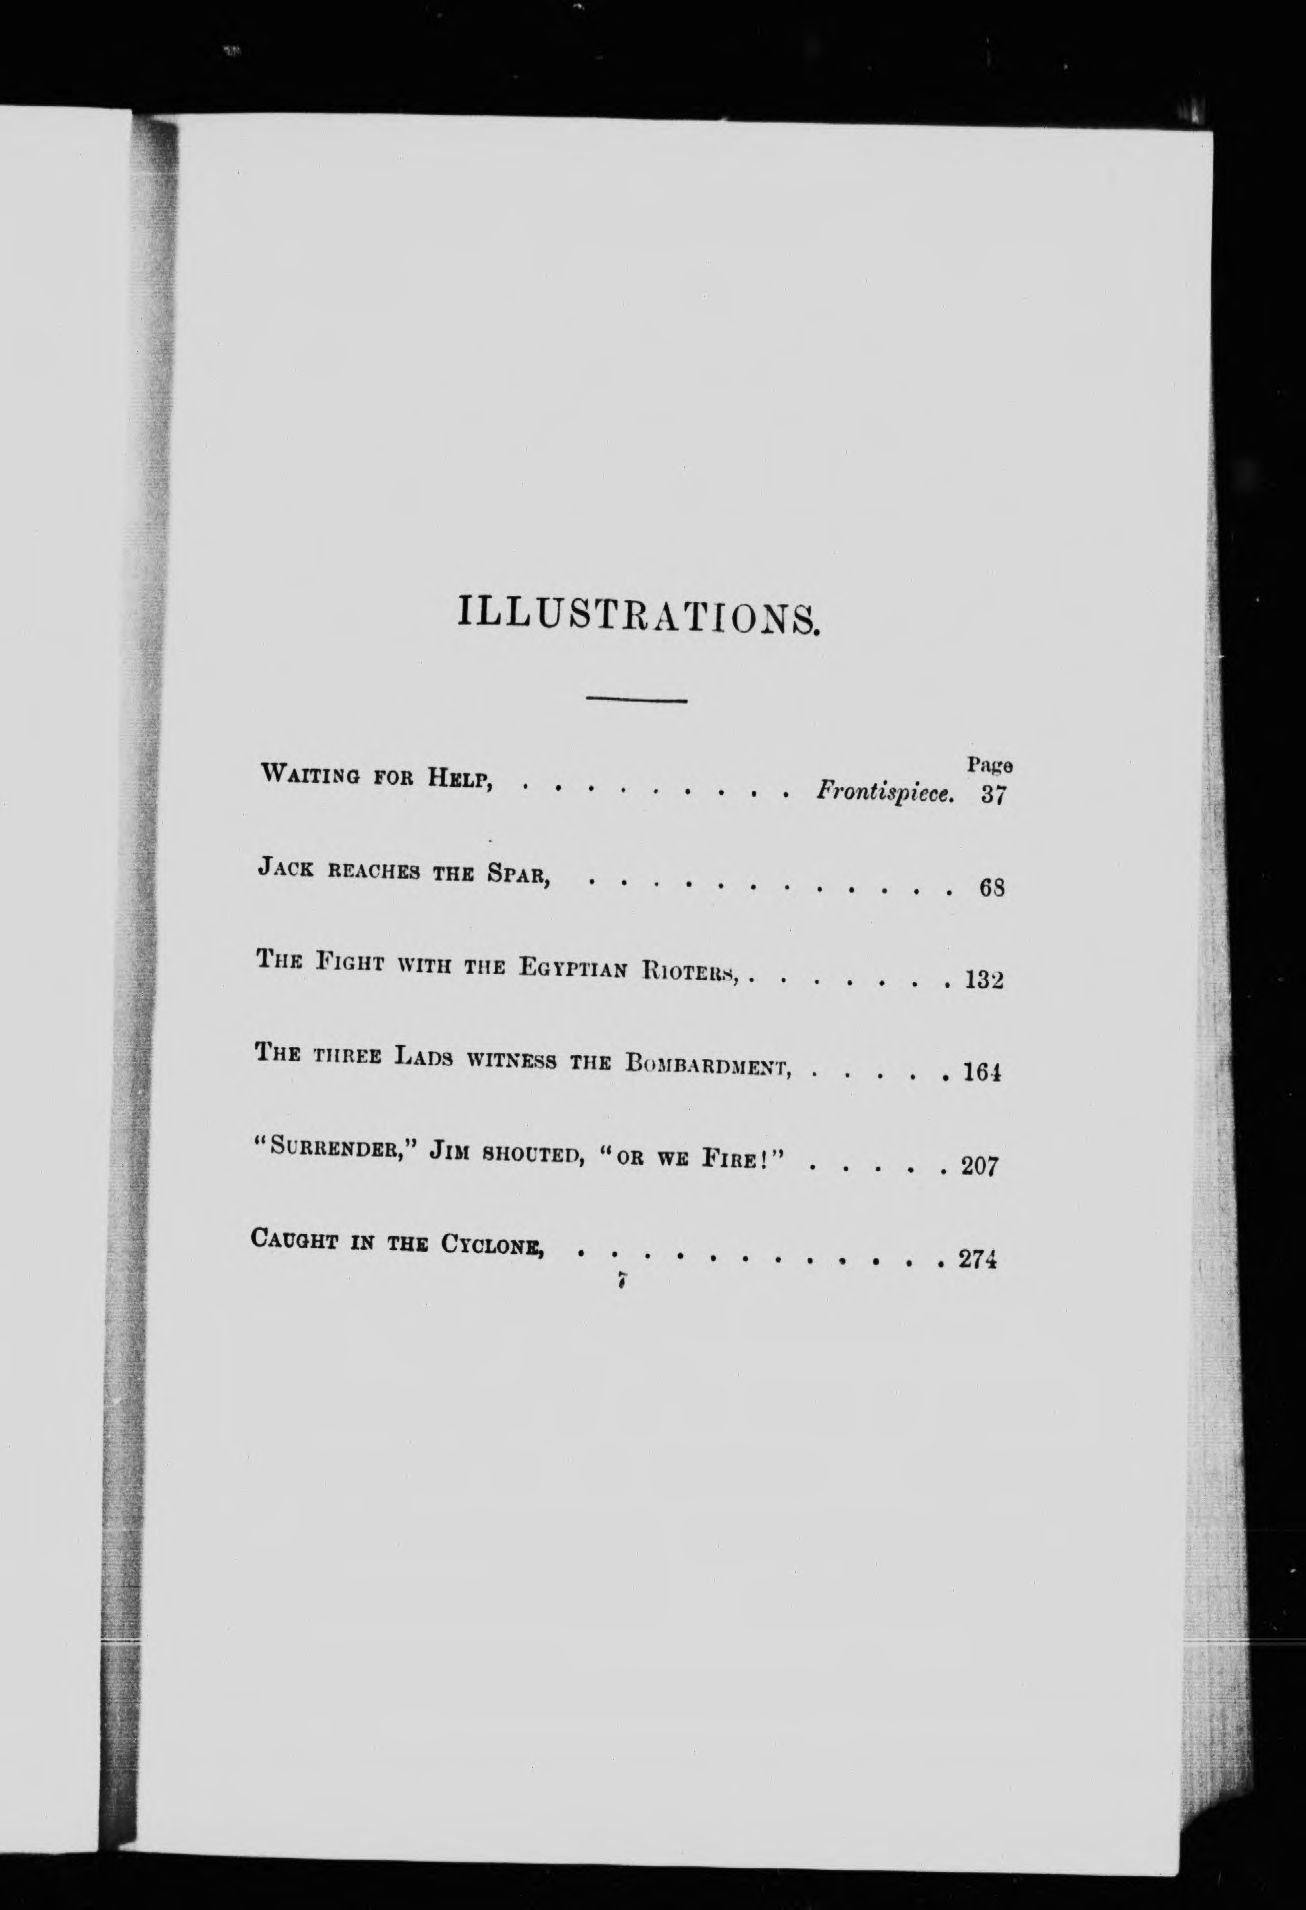 ILLUSTRATIONS.
Page
WAITING FOR HELP, . . . . . . . . . Frontispiece. 37
JACK REACHES THE SPAR, . . . . . . . . . . . . 68
THE FIGHT WITH THE EGYPTIAN RIOTERS, . . . . . . . 132
THE THREE LADS WITNESS THE BOMBARDMENT, . . . . . 164
“SURRENDER,” JIM SHOUTED, “OR WE FIRE!” . . . . . 207
CAUGHT IN THE CYCLONE, . . . . . . . . . . . . 274
7